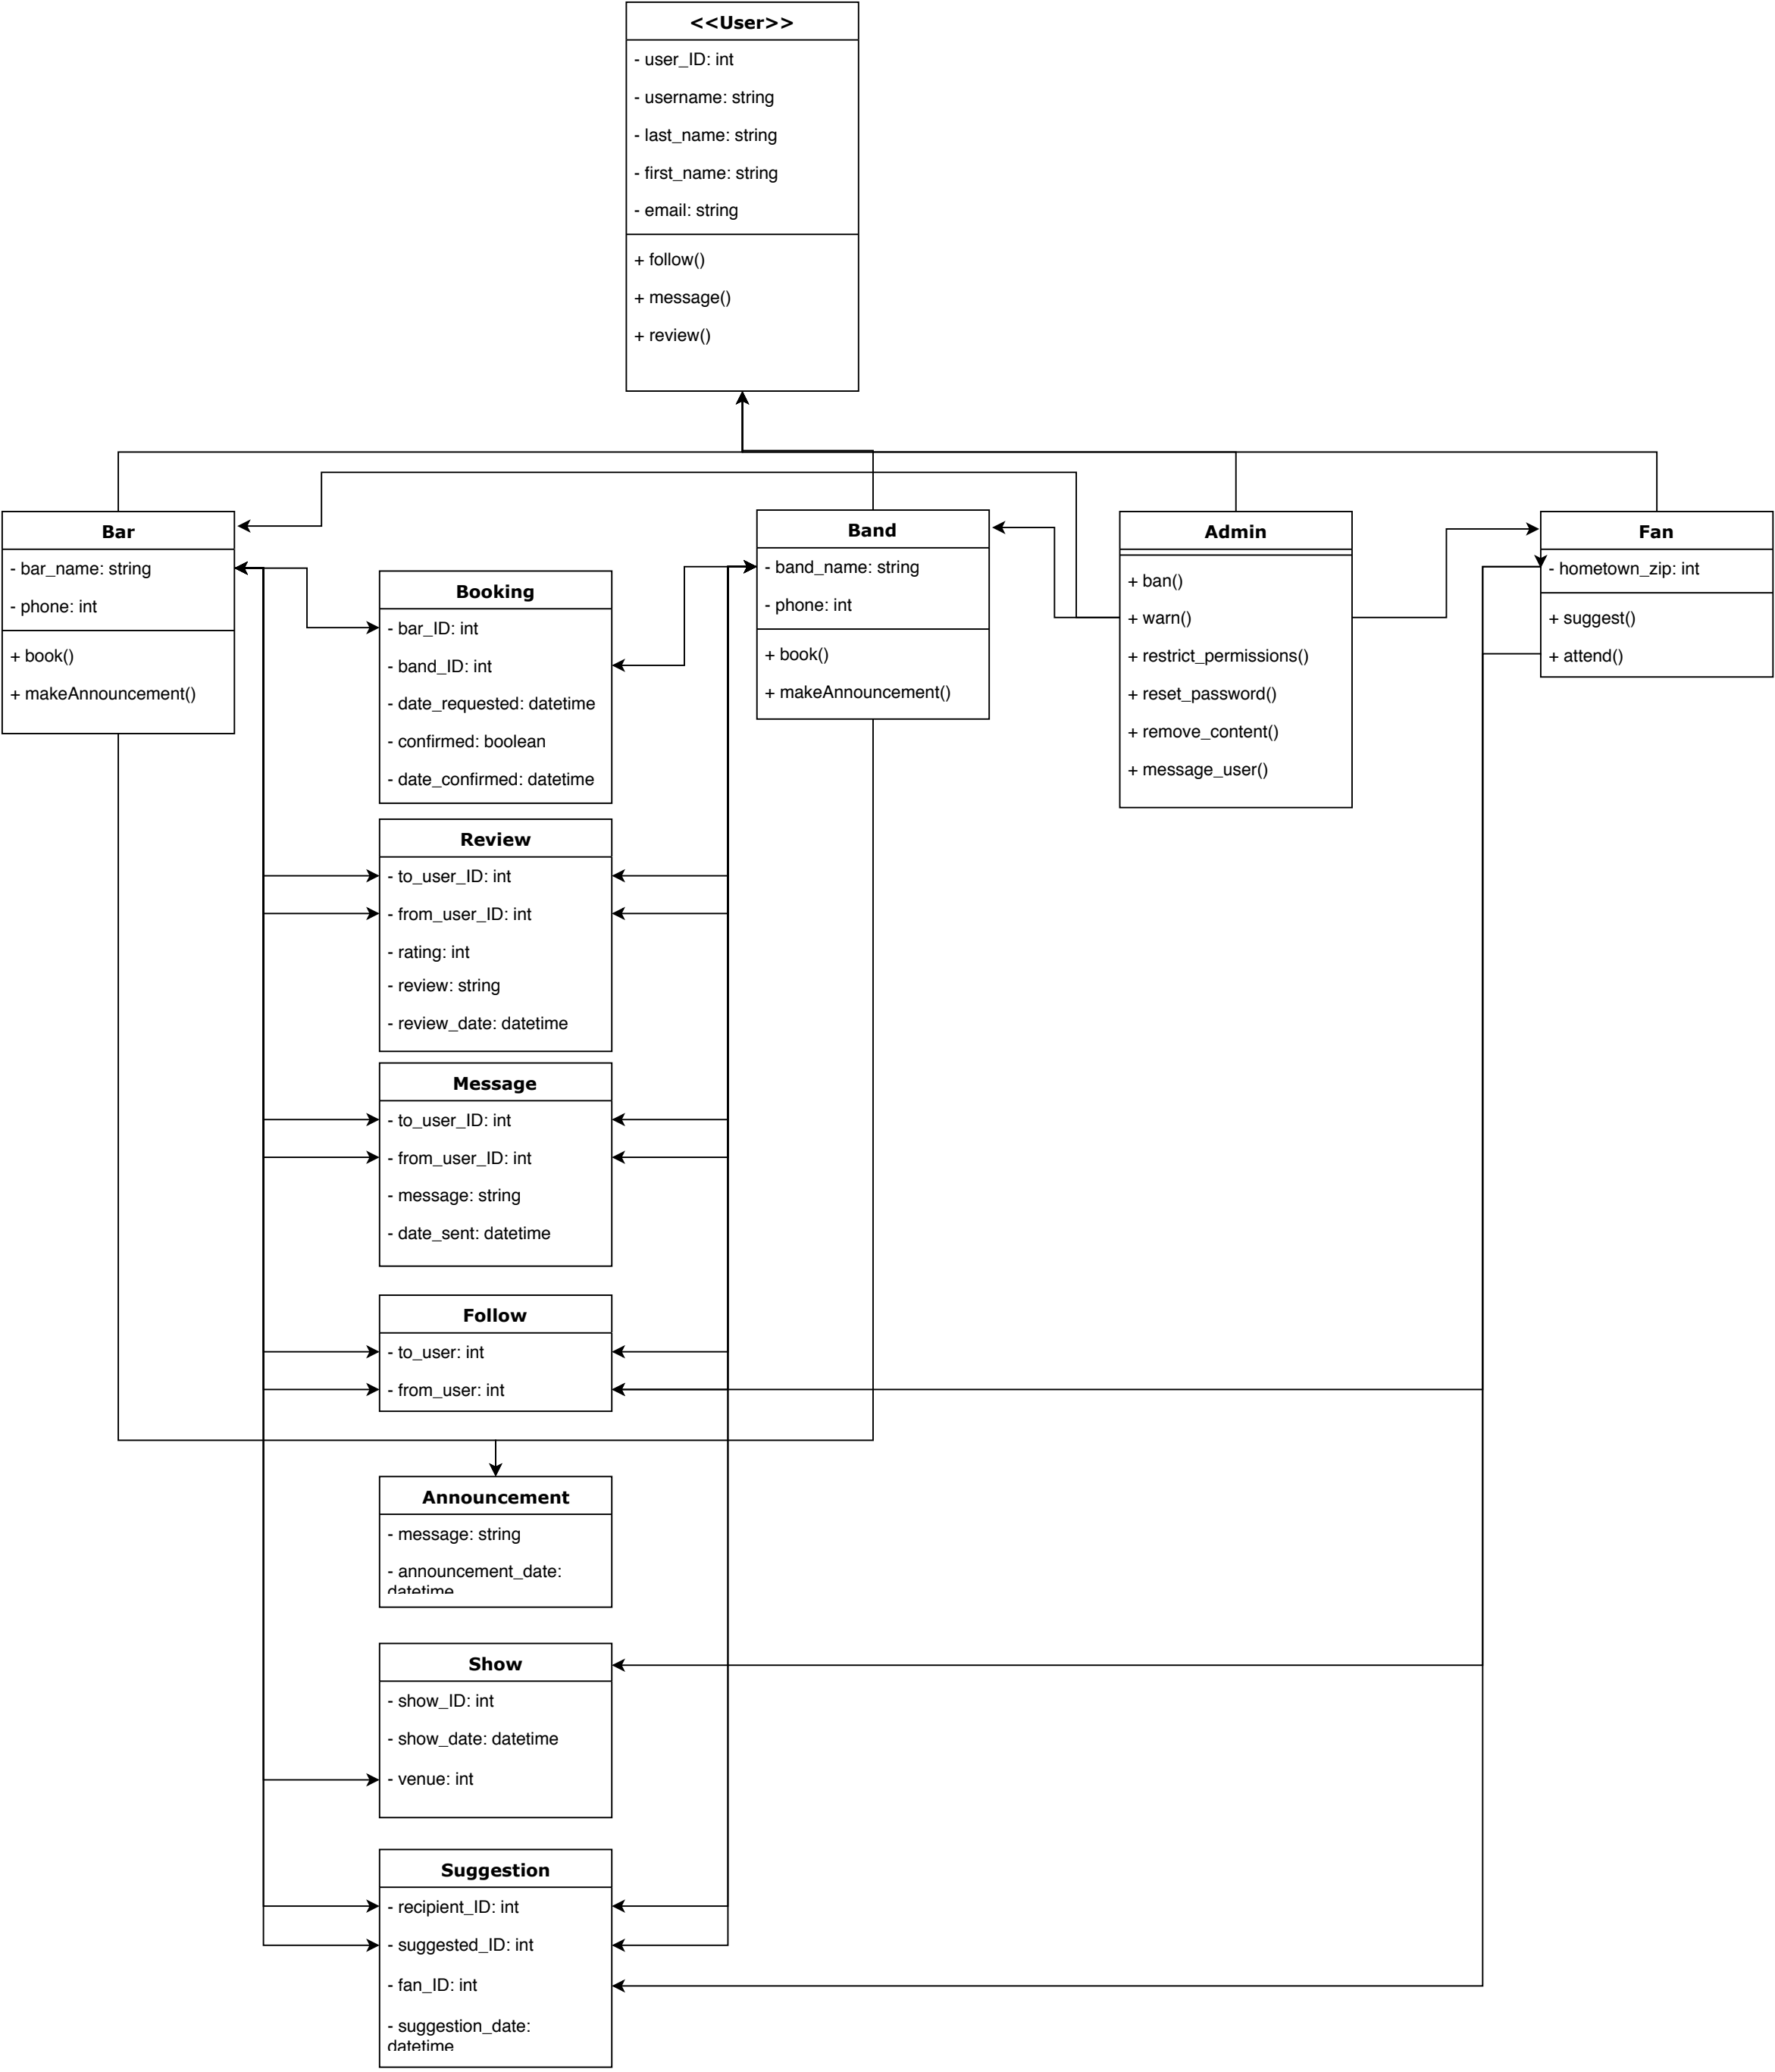 <<User>>
- user_ID: int
- username: string
- last_name: string
- first_name: string
- email: string
+ follow()
+ message()
+ review()
Bar
- bar_name: string
- phone: int
+ book()
+ makeAnnouncement()
Band
- band_name: string
- phone: int
+ book()
+ makeAnnouncement()
Admin
+ ban()
+ warn()
+ restrict_permissions()
+ reset_password()
+ remove_content()
+ message_user()
Fan
- hometown_zip: int
+ suggest()
+ attend()
Booking
- bar_ID: int
- band_ID: int
- date_requested: datetime
- confirmed: boolean
- date_confirmed: datetime
Review
- to_user_ID: int
- from_user_ID: int
- rating: int
- review: string
- review_date: datetime
Message
- to_user_ID: int
- from_user_ID: int
- message: string
- date_sent: datetime
Follow
- to_user: int
- from_user: int
Announcement
- message: string
- announcement_date:
datetime
Show
- show_ID: int
- show_date: datetime
- venue: int
Suggestion
- recipient_ID: int
- suggested_ID: int
- fan_ID: int
- suggestion_date:
datetime